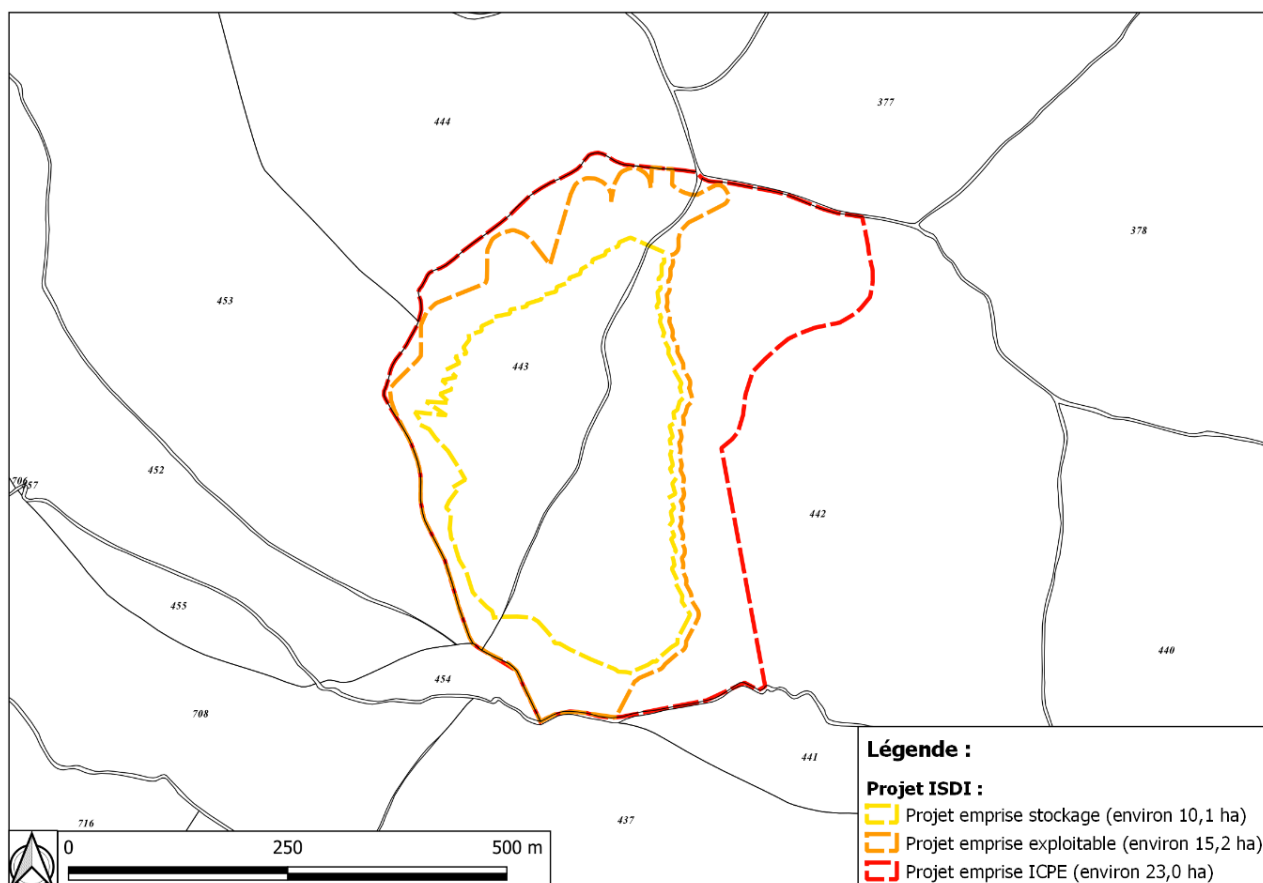 377
444
378
453
443
452
706
457
442
455
440
454
708
441
716
437
0 250 500 m
Légende :
Projet ISDI :
Projet emprise stockage (environ 10,1 ha)
Projet emprise exploitable (environ 15,2 ha)
Projet emprise ICPE (environ 23,0 ha)